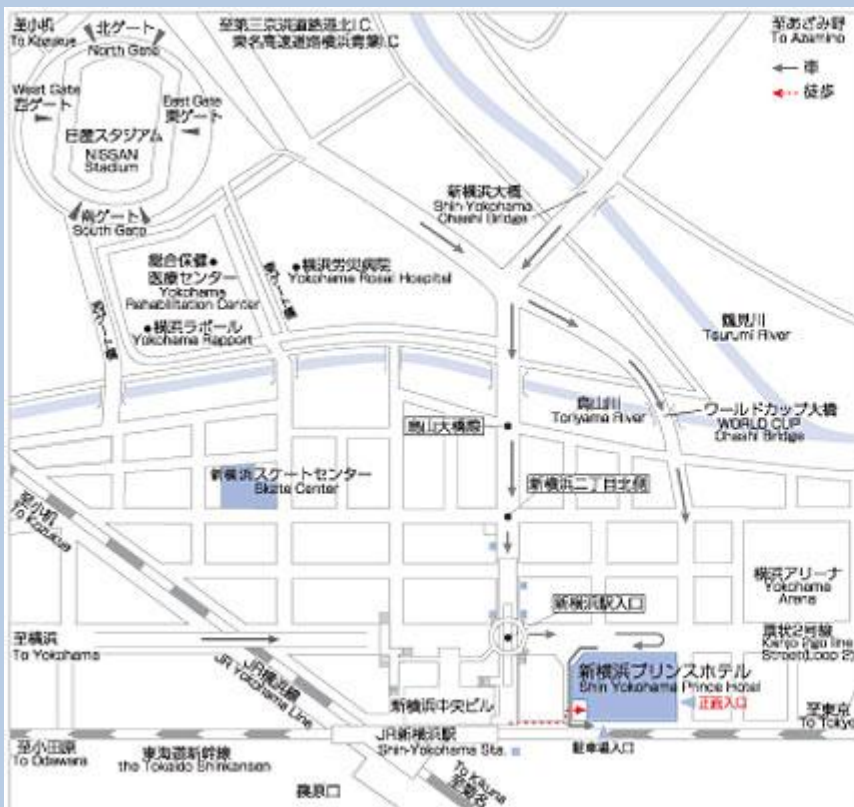 至小机
To Kozukue
北ゲート
North Gate
至第三京浜道路港北I.C
東名高速道路横浜青葉I.C
至あざみ野
To Azamino
車
徒歩
West Gate
西ゲート
East Gate
東ゲート
日産スタジアム
NISSAN
Stadium
南ゲート
South Gate
新横浜大橋
Shin-Yokohama
Ohashi Bridge
総合保健
医療センター
Yokohama
Rehabilitation Center
横浜労災病院
Yokohama Rosai Hospital
横浜ラポール
Yokohama Rapport
鶴見川
Tsurumi River
鳥山川
Toriyama River
ワールドカップ大橋
WORLD CUP
Ohashi Bridge
新横浜スケートセンター
Skate Center
新横浜二丁目北側
至小机
To Kozukue
横浜アリーナ
Yokohama
Arena
新横浜駅入口
至横浜
To Yokohama
環状2号線
Street(Loop 2)
JR横浜線
JR Yokohama Line
新横浜プリンスホテル
Shin Yokohama Prince Hotel
正面入口
新横浜中央ビル
至東京
To Tokyo
JR新横浜駅
Shin-Yokohama Sta.
駐車場入口
至小田原
To Odawara
東海道新幹線
the Tokaido Shinkansen
篠原口
至菊名